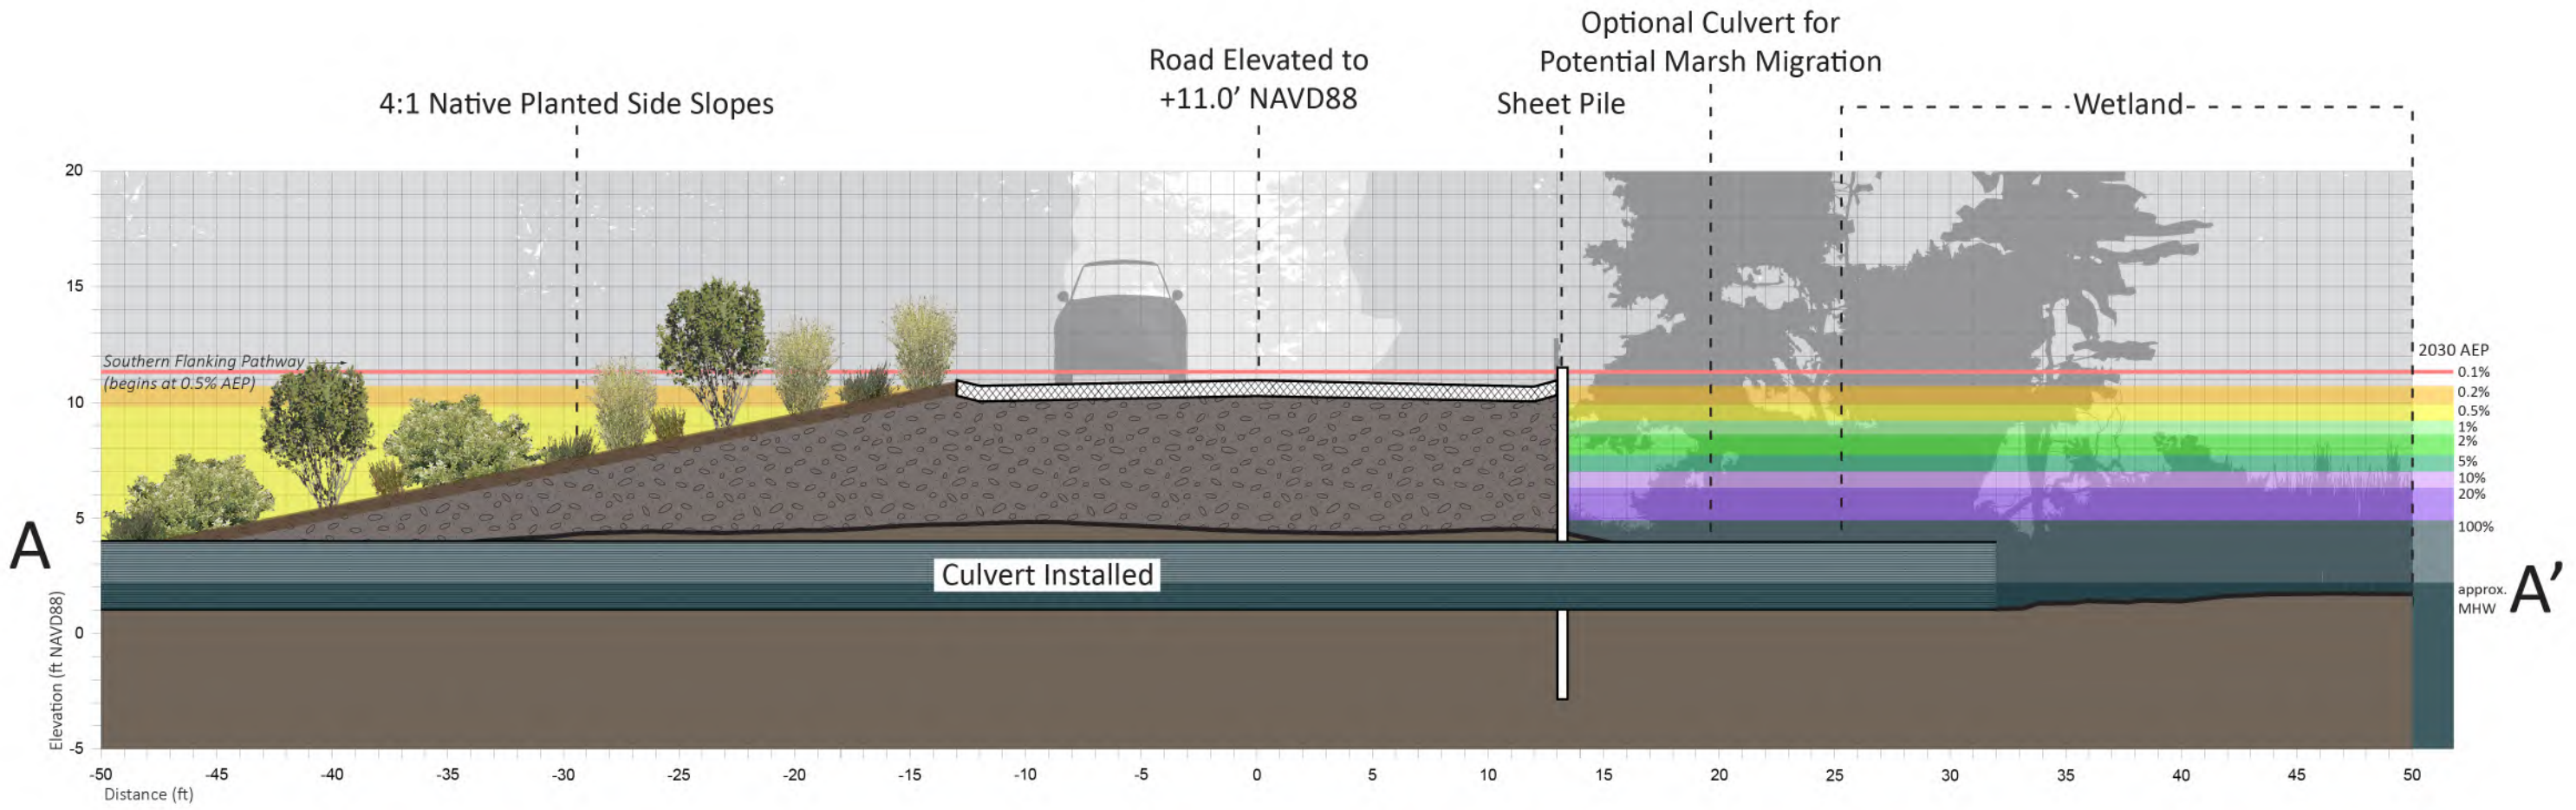 Optional Culvert for
Potential Marsh Migration
Road Elevated to
+11.0' NAVD88
4:1 Native Planted Side Slopes
Sheet Pile
Wetland
20
15
10
5
0
-5
Elevation (ft NAVD88)
Southern Flanking Pathway
(begins at 0.5% AEP)
2030 AEP
0.1%
0.2%
0.5%
1%
2%
5%
10%
20%
100%
approx.
MHW
A
A'
Culvert Installed
-50
-45
-40
-35
-30
-25
-20
-15
-10
-5
0
5
10
15
20
25
30
35
40
45
50
Distance (ft)